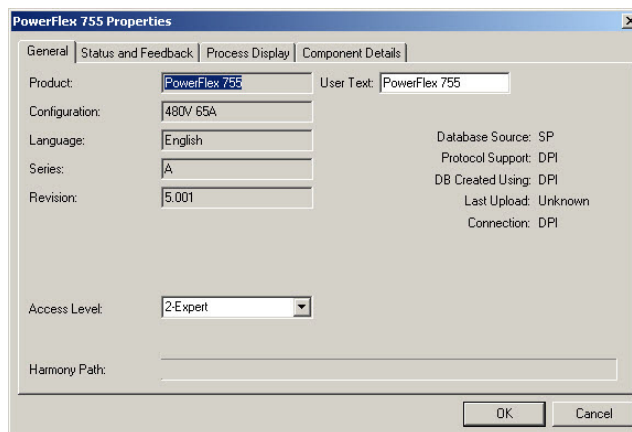 PowerFlex 755 Properties
General Status and Feedback Process Display Component Details
Product: PowerFlex 755 User Text: PowerFlex 755
Configuration: 480V 65A
Language: English Database Source: SP
Series: A Protocol Support: DPI
Revision: 5.001 DB Created Using: DPI
Last Upload: Unknown
Connection: DPI
Access Level: 2-Expert
Harmony Path:
OK Cancel